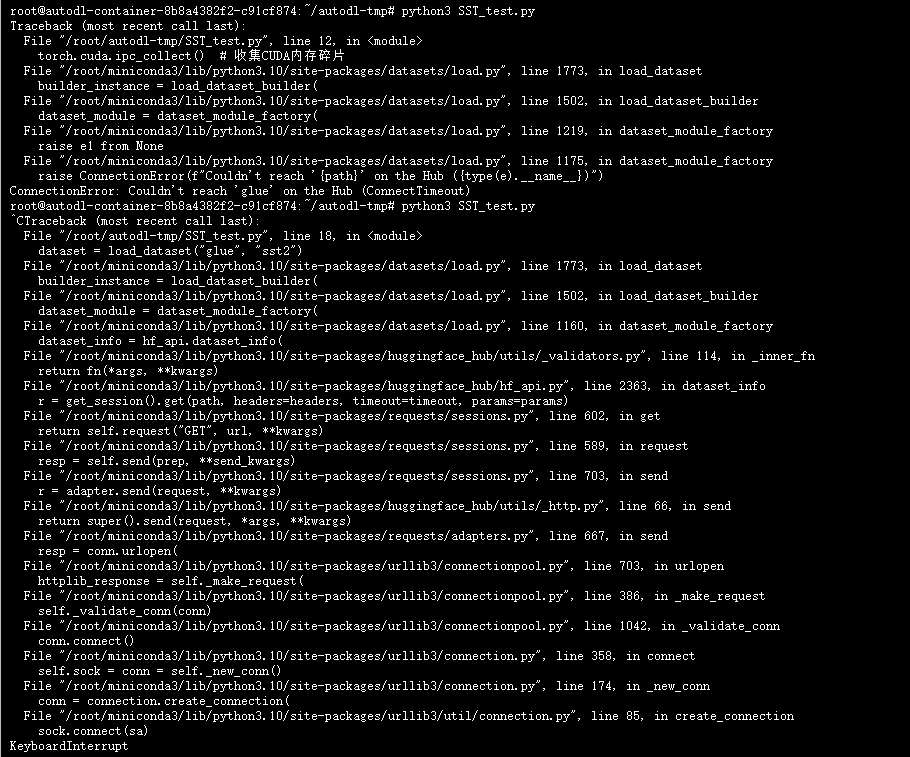 root@autodl-container-8b8a4382f2-c91cf874:~/autodl-tmp# python3 SST_test.py
Traceback (most recent call last):
  File "/root/autodl-tmp/SST_test.py", line 12, in <module>
    torch.cuda.ipc_collect()  # 收集CUDA内存碎片
  File "/root/miniconda3/lib/python3.10/site-packages/datasets/load.py", line 1773, in load_dataset
    builder_instance = load_dataset_builder(
  File "/root/miniconda3/lib/python3.10/site-packages/datasets/load.py", line 1502, in load_dataset_builder
    dataset_module = dataset_module_factory(
  File "/root/miniconda3/lib/python3.10/site-packages/datasets/load.py", line 1219, in dataset_module_factory
    raise e1 from None
  File "/root/miniconda3/lib/python3.10/site-packages/datasets/load.py", line 1175, in dataset_module_factory
    raise ConnectionError(f"Couldn't reach '{path}' on the Hub ({type(e).__name__})")
ConnectionError: Couldn't reach 'glue' on the Hub (ConnectTimeout)
root@autodl-container-8b8a4382f2-c91cf874:~/autodl-tmp# python3 SST_test.py
^CTraceback (most recent call last):
  File "/root/autodl-tmp/SST_test.py", line 18, in <module>
    dataset = load_dataset("glue", "sst2")
  File "/root/miniconda3/lib/python3.10/site-packages/datasets/load.py", line 1773, in load_dataset
    builder_instance = load_dataset_builder(
  File "/root/miniconda3/lib/python3.10/site-packages/datasets/load.py", line 1502, in load_dataset_builder
    dataset_module = dataset_module_factory(
  File "/root/miniconda3/lib/python3.10/site-packages/datasets/load.py", line 1160, in dataset_module_factory
    dataset_info = hf_api.dataset_info(
  File "/root/miniconda3/lib/python3.10/site-packages/huggingface_hub/utils/_validators.py", line 114, in _inner_fn
    return fn(*args, **kwargs)
  File "/root/miniconda3/lib/python3.10/site-packages/huggingface_hub/hf_api.py", line 2363, in dataset_info
    r = get_session().get(path, headers=headers, timeout=timeout, params=params)
  File "/root/miniconda3/lib/python3.10/site-packages/requests/sessions.py", line 602, in get
    return self.request("GET", url, **kwargs)
  File "/root/miniconda3/lib/python3.10/site-packages/requests/sessions.py", line 589, in request
    resp = self.send(prep, **send_kwargs)
  File "/root/miniconda3/lib/python3.10/site-packages/requests/sessions.py", line 703, in send
    r = adapter.send(request, **kwargs)
  File "/root/miniconda3/lib/python3.10/site-packages/huggingface_hub/utils/_http.py", line 66, in send
    return super().send(request, *args, **kwargs)
  File "/root/miniconda3/lib/python3.10/site-packages/requests/adapters.py", line 667, in send
    resp = conn.urlopen(
  File "/root/miniconda3/lib/python3.10/site-packages/urllib3/connectionpool.py", line 703, in urlopen
    httplib_response = self._make_request(
  File "/root/miniconda3/lib/python3.10/site-packages/urllib3/connectionpool.py", line 386, in _make_request
    self._validate_conn(conn)
  File "/root/miniconda3/lib/python3.10/site-packages/urllib3/connectionpool.py", line 1042, in _validate_conn
    conn.connect()
  File "/root/miniconda3/lib/python3.10/site-packages/urllib3/connection.py", line 358, in connect
    self.sock = conn = self._new_conn()
  File "/root/miniconda3/lib/python3.10/site-packages/urllib3/connection.py", line 174, in _new_conn
    conn = connection.create_connection(
  File "/root/miniconda3/lib/python3.10/site-packages/urllib3/util/connection.py", line 85, in create_connection
    sock.connect(sa)
KeyboardInterrupt